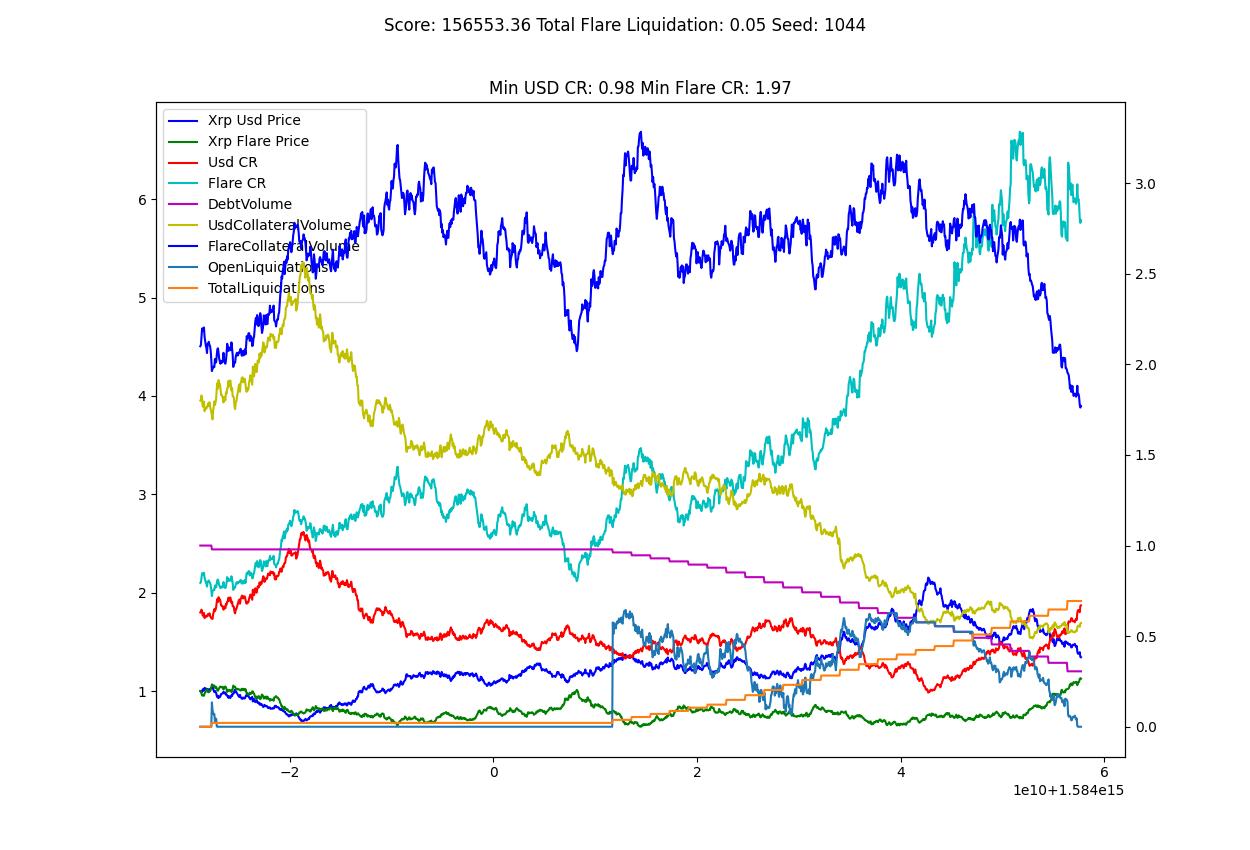 Score: 156553.36 Total Flare Liquidation: 0.05 Seed: 1044
Min USD CR: 0.98 Min Flare CR: 1.97
Xrp Usd Price
Xrp Flare Price
Usd CR
Flare CR
DebtVolume
UsdCollateralVolume
FlareCollateralVolume
OpenLiquidations
TotalLiquidations
6
5
4
3
2
1
3.0
2.5
2.0
1.5
1.0
0.5
0.0
−2
0
2
4
6
1e10+1.584e15